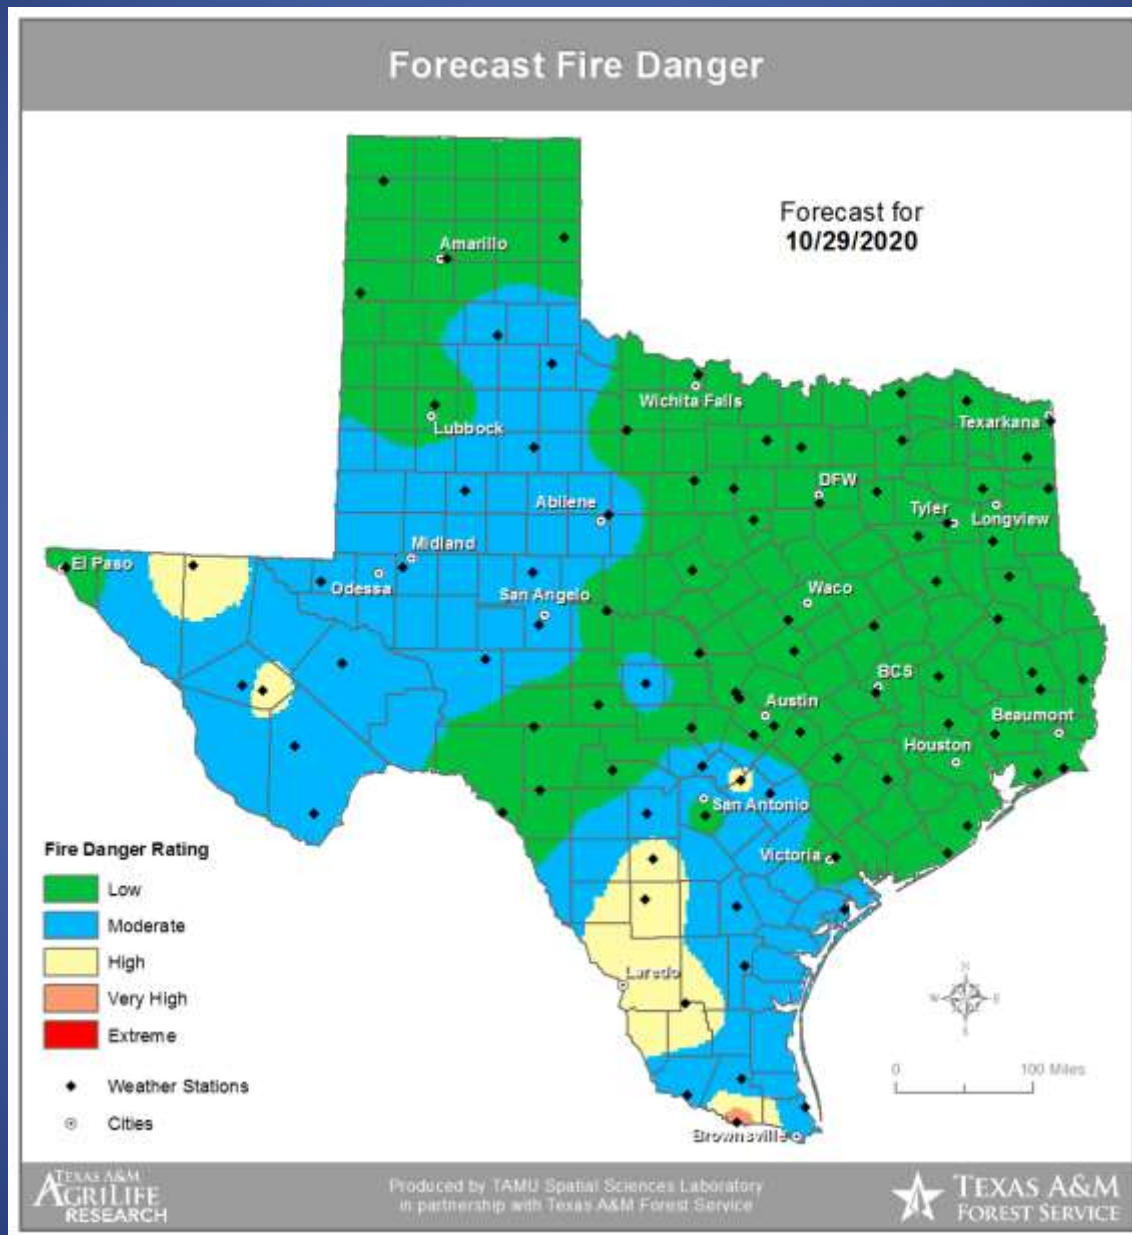 Forecast Fire Danger
Forecast for
10/29/2020
Amarillo
Wichita Falls
Texarkana
Lubbock
DFW
Abilene
Tyler
Longview
Midland
El Paso
Odessa
San Angelo
Waco
BCS
Austin
Beaumont
Houston
San Antonio
Victoria
Fire Danger Rating
Low
Moderate
High
Laredo
Very High
Extreme
N
W
E
S
0
100 Miles
Weather Stations
Cities
Brownsville
TEXAS A&M
AGRILIFE
RESEARCH
Produced by TAMU Spatial Sciences Laboratory
in partnership with Texas A&M Forest Service
TEXAS A&M
FOREST SERVICE